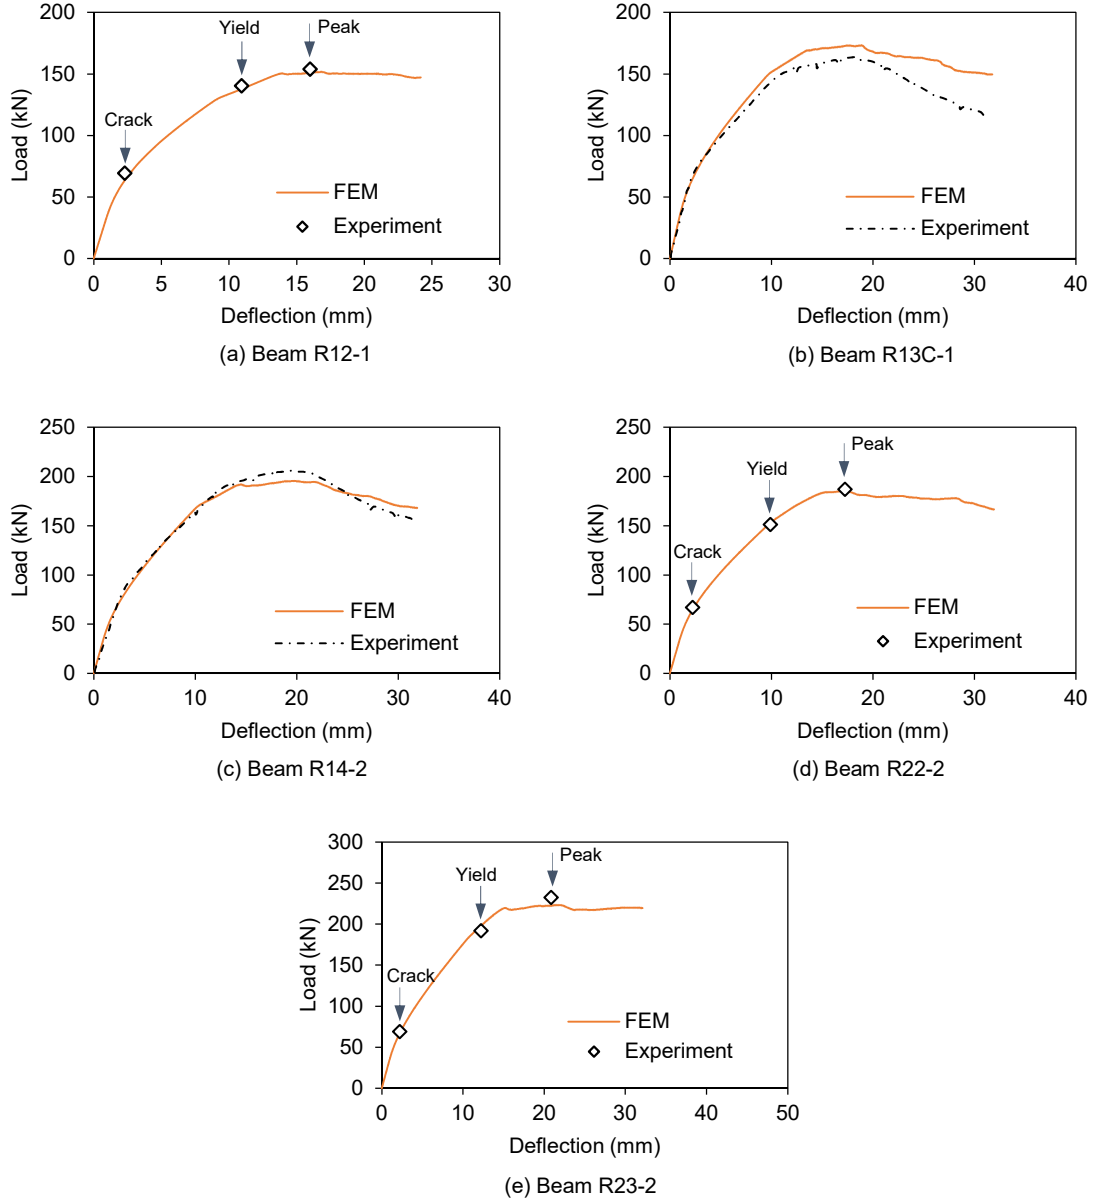 200
150
100
50
0
Load (kN)
Yield
Peak
Crack
FEM
Experiment
0 5 10 15 20 25 30
Deflection (mm)
(a) Beam R12-1
200
150
100
50
0
Load (kN)
FEM
Experiment
0 10 20 30 40
Deflection (mm)
(b) Beam R13C-1
250
200
150
100
50
0
Load (kN)
FEM
Experiment
0 10 20 30 40
Deflection (mm)
(c) Beam R14-2
250
200
150
100
50
0
Load (kN)
Peak
Yield
Crack
FEM
Experiment
0 10 20 30 40
Deflection (mm)
(d) Beam R22-2
300
250
200
150
100
50
0
Load (kN)
Peak
Yield
Crack
FEM
Experiment
0 10 20 30 40 50
Deflection (mm)
(e) Beam R23-2